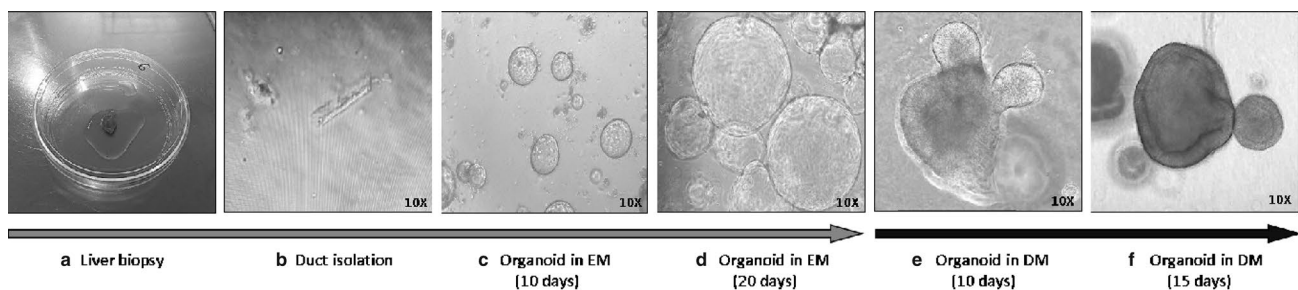 10X
10X
10X
10X
10X
a Liver biopsy
b Duct isolation
c Organoid in EM
(10 days)
d Organoid in EM
(20 days)
e Organoid in DM
(10 days)
f Organoid in DM
(15 days)